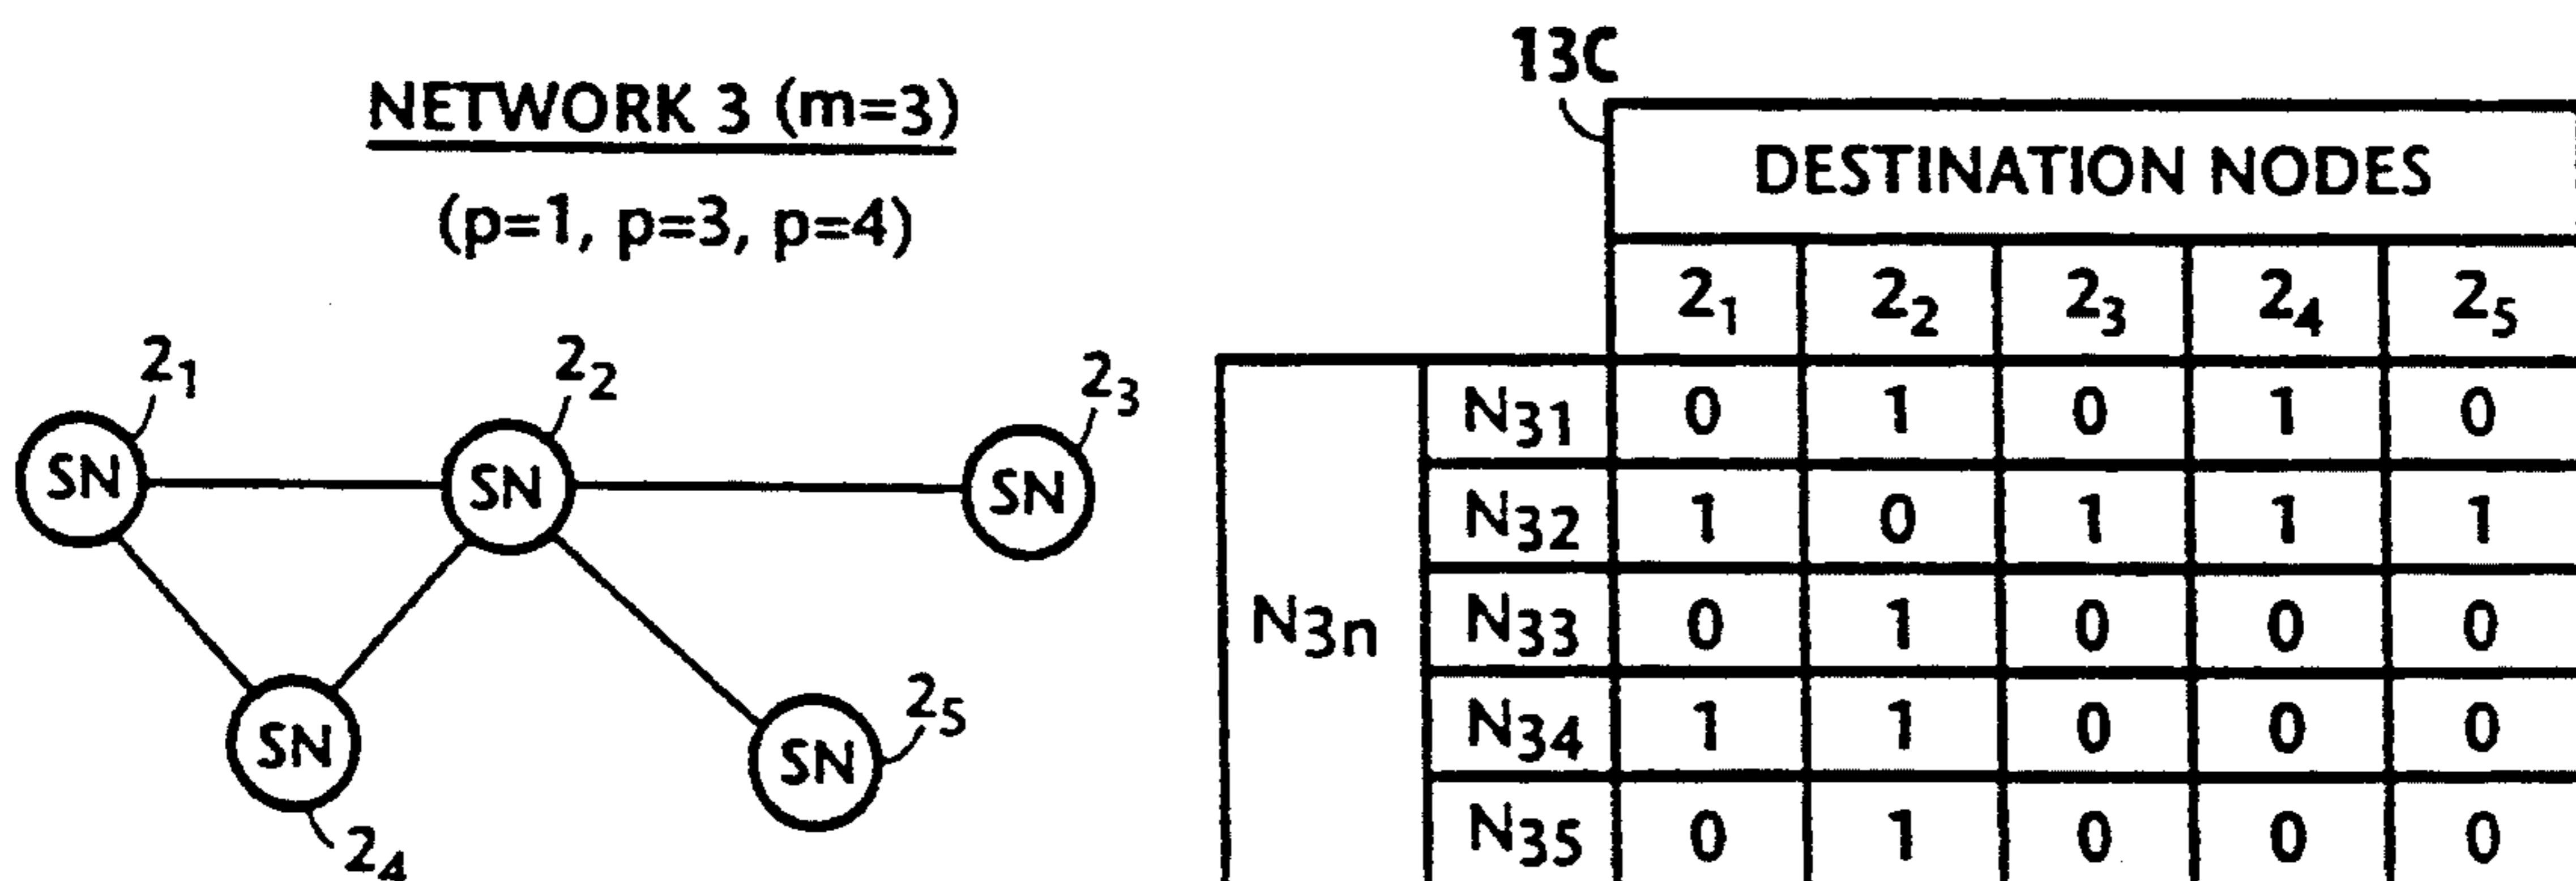 NETWORK 3 (m=3)
(p=1, p=3, p=4)
2₁
2₂
2₃
SN
SN
SN
SN
2₄
SN
2₅
13C
DESTINATION NODES
2₁ 2₂ 2₃ 2₄ 2₅
N₃ₙ
N₃₁ 0 1 0 1 0
N₃₂ 1 0 1 1 1
N₃₃ 0 1 0 0 0
N₃₄ 1 1 0 0 0
N₃₅ 0 1 0 0 0